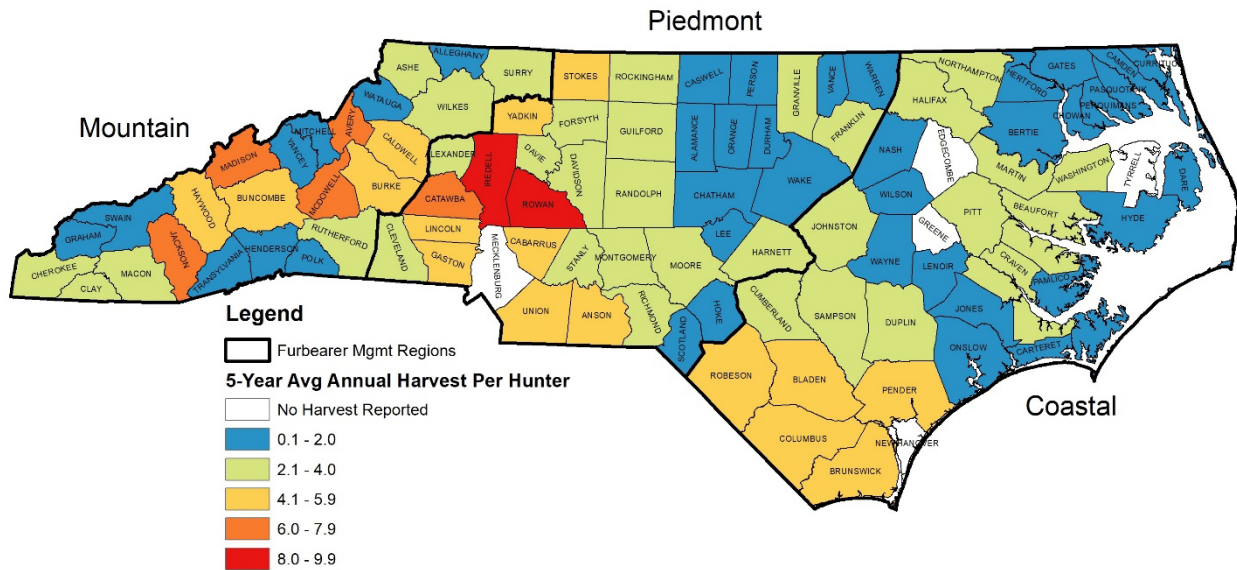 Piedmont
Mountain
Coastal
ALLEGHANY
ASHE
SURRY
STOKES
ROCKINGHAM
CASWELL
PERSON
GRANVILLE
VANCE
WARREN
NORTHAMPTON
HERTFORD
GATES
CAMDEN
CURRITUCK
PASQUOTANK
PERQUIMANS
CHOWAN
WATAUGA
WILKES
YADKIN
FORSYTH
GUILFORD
ALAMANCE
ORANGE
DURHAM
FRANKLIN
HALIFAX
BERTIE
MITCHELL
AVERY
YANCEY
CALDWELL
ALEXANDER
IREDELL
DAVIE
DAVIDSON
RANDOLPH
CHATHAM
WAKE
NASH
EDGECOMBE
MARTIN
WASHINGTON
TYRRELL
DARE
MADISON
BUNCOMBE
MCDOWELL
BURKE
CATAWBA
ROWAN
WILSON
PITT
BEAUFORT
HYDE
SWAIN
HAYWOOD
RUTHERFORD
CLEVELAND
LINCOLN
GASTON
MECKLENBURG
CABARRUS
STANLY
MONTGOMERY
MOORE
LEE
HARNETT
JOHNSTON
WAYNE
GREENE
LENOIR
CRAVEN
PAMLICO
GRAHAM
JACKSON
TRANSYLVANIA
HENDERSON
POLK
CHEROKEE
CLAY
MACON
UNION
ANSON
RICHMOND
SCOTLAND
HOKE
CUMBERLAND
SAMPSON
DUPLIN
JONES
ONSLOW
CARTERET
ROBESON
BLADEN
PENDER
COLUMBUS
NEW HANOVER
BRUNSWICK
Legend
Furbearer Mgmt Regions
5-Year Avg Annual Harvest Per Hunter
No Harvest Reported
0.1 - 2.0
2.1 - 4.0
4.1 - 5.9
6.0 - 7.9
8.0 - 9.9